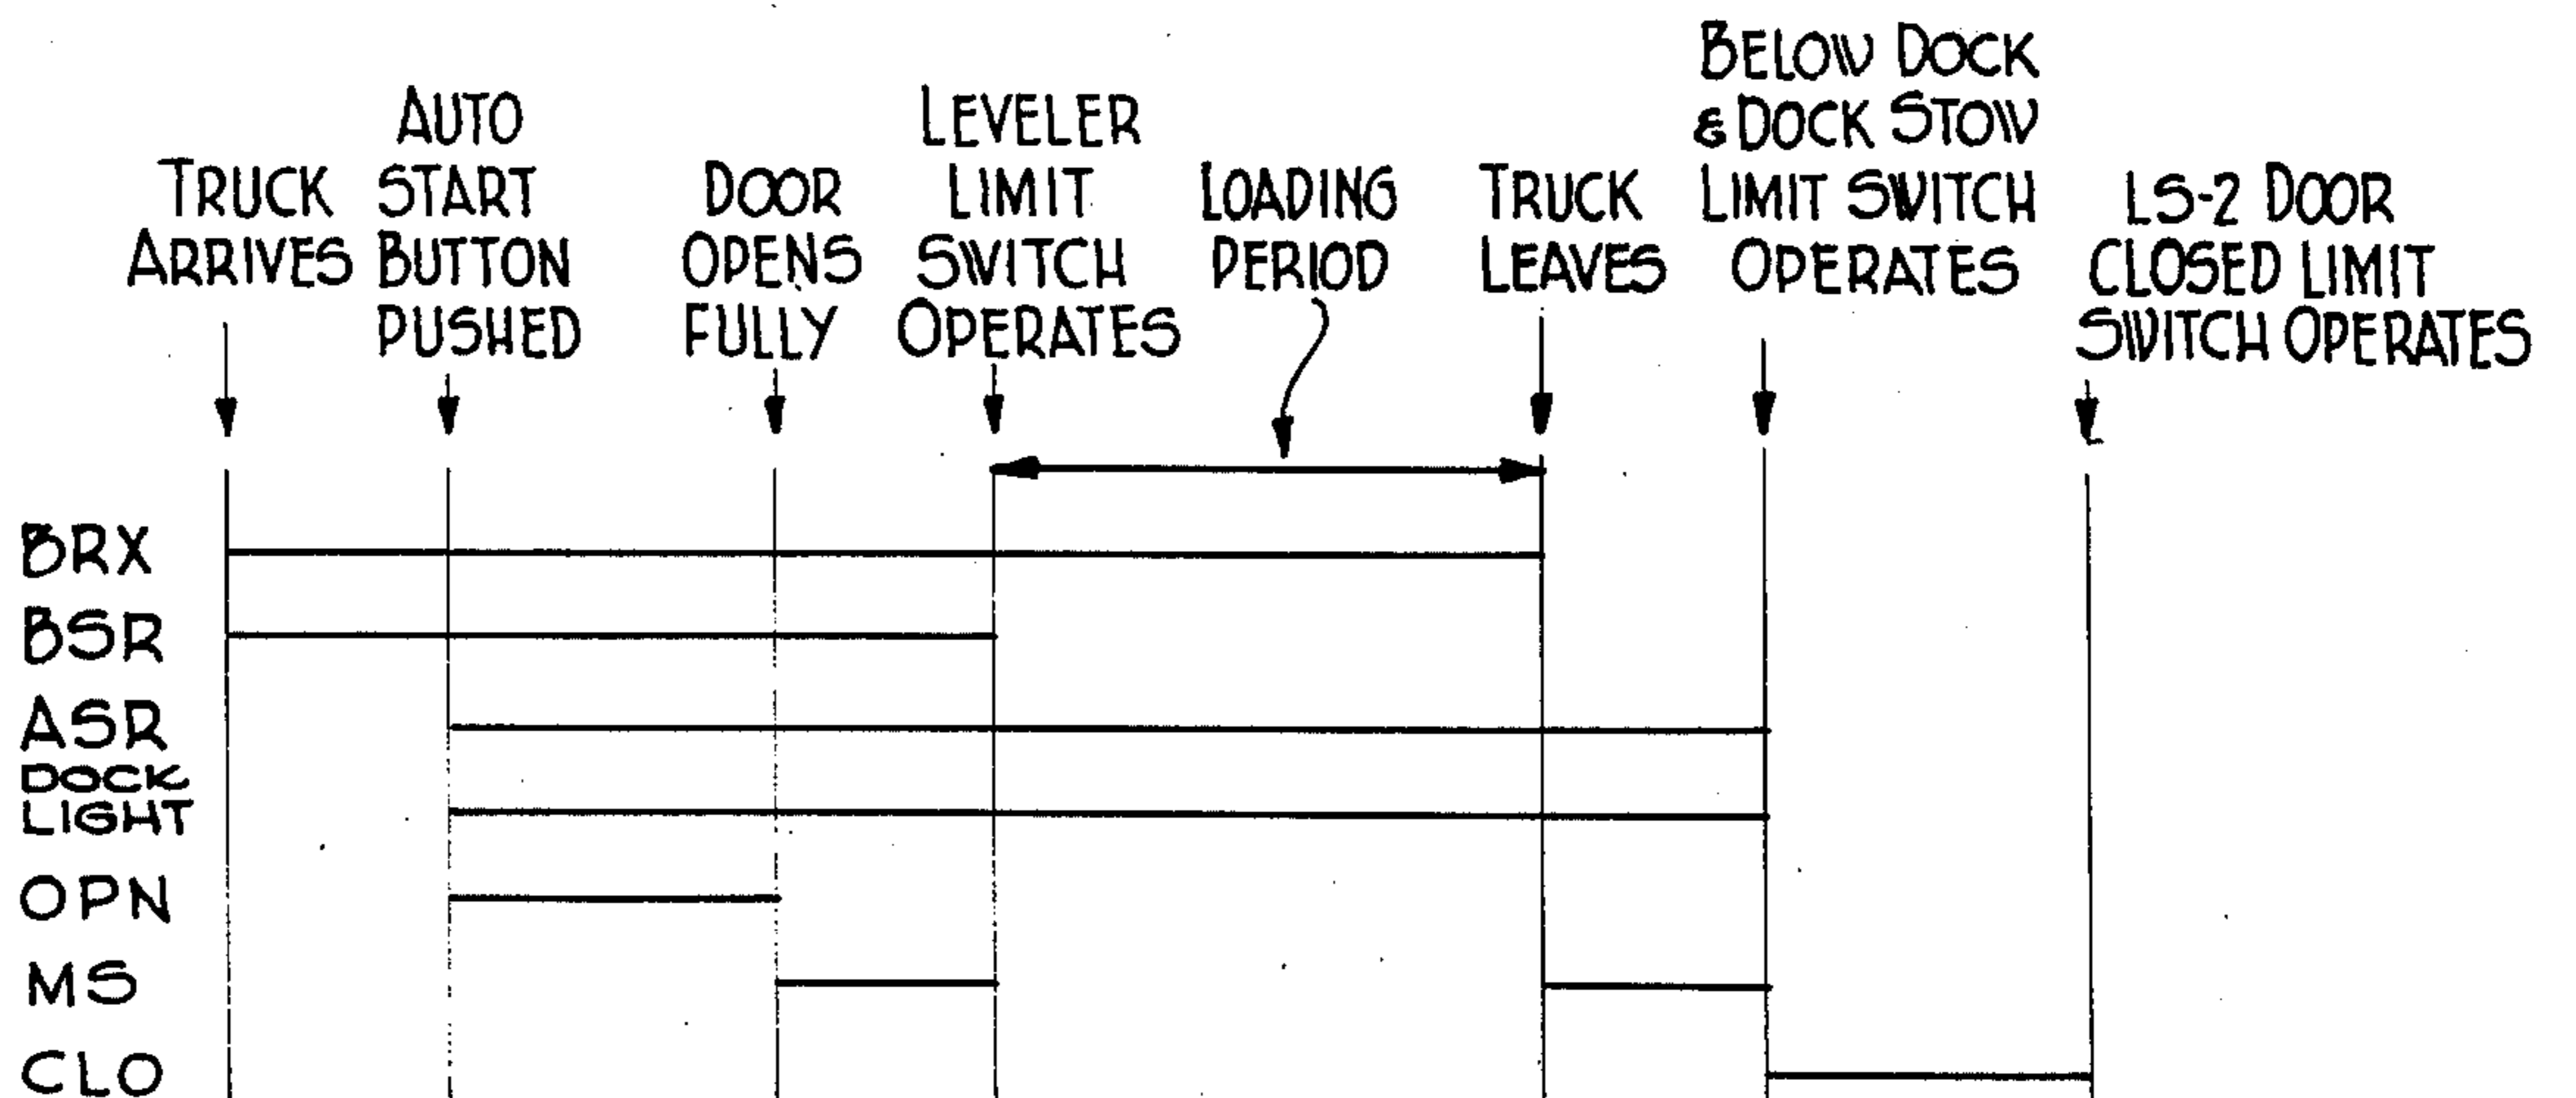 TRUCK
ARRIVES
AUTO
START
BUTTON
PUSHED
DOOR
OPENS
FULLY
LEVELER
LIMIT
SWITCH
OPERATES
LOADING
PERIOD
TRUCK
LEAVES
BELOW DOCK
& DOCK STOW
LIMIT SWITCH
OPERATES
LS-2 DOOR
CLOSED LIMIT
SWITCH OPERATES
BRX
BSR
ASR
DOCK
LIGHT
OPN
MS
CLO